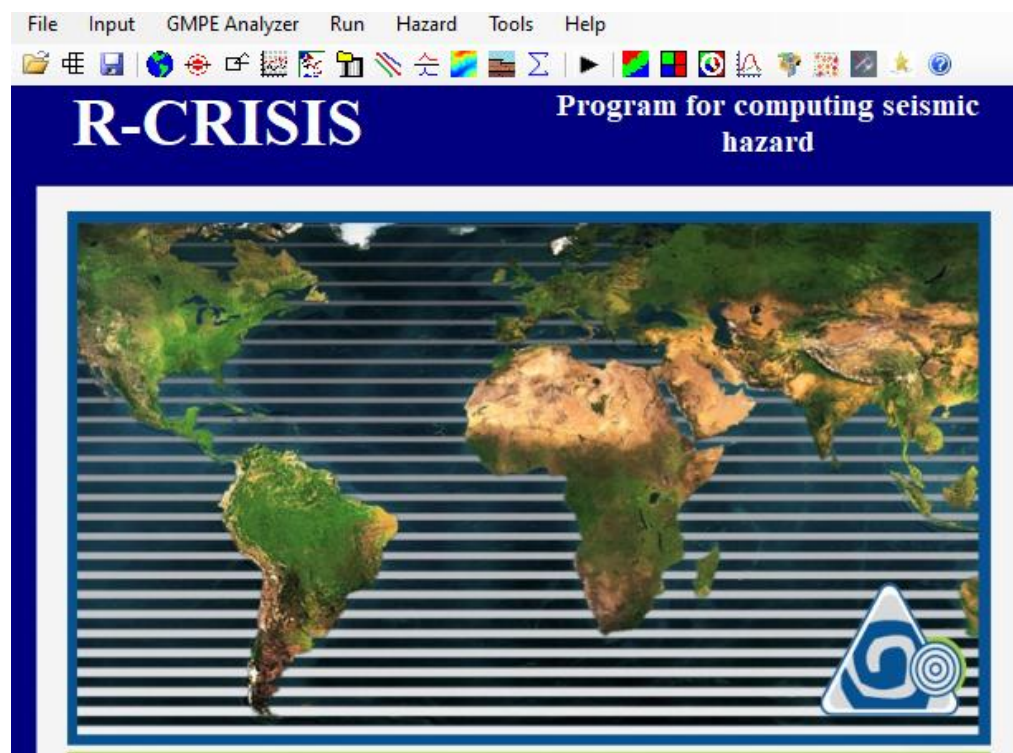 File Input GMPE Analyzer Run Hazard Tools Help
R-CRISIS
Program for computing seismic
hazard